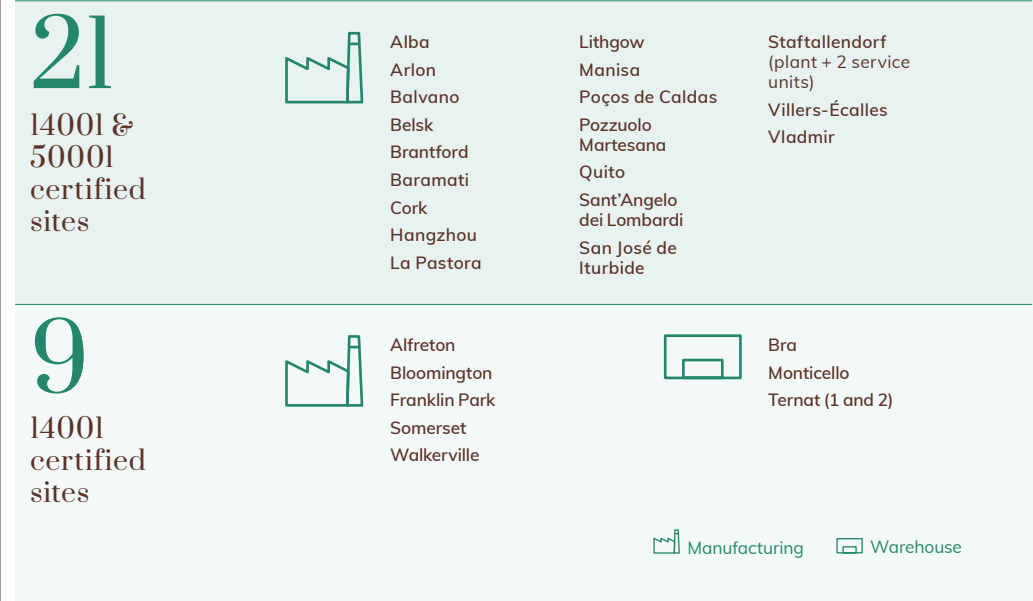 21
14001 &
50001
certified
sites
Alba
Arlon
Balvano
Belsk
Brantford
Baramati
Cork
Hangzhou
La Pastora
Lithgow
Manisa
Poços de Caldas
Pozzuolo
Martesana
Quito
Sant’Angelo
dei Lombardi
San José de
Iturbide
Staftallendorf
(plant + 2 service
units)
Villers-Écalles
Vladmir
9
14001
certified
sites
Alfreton
Bloomington
Franklin Park
Somerset
Walkerville
Bra
Monticello
Ternat (1 and 2)
Manufacturing
Warehouse